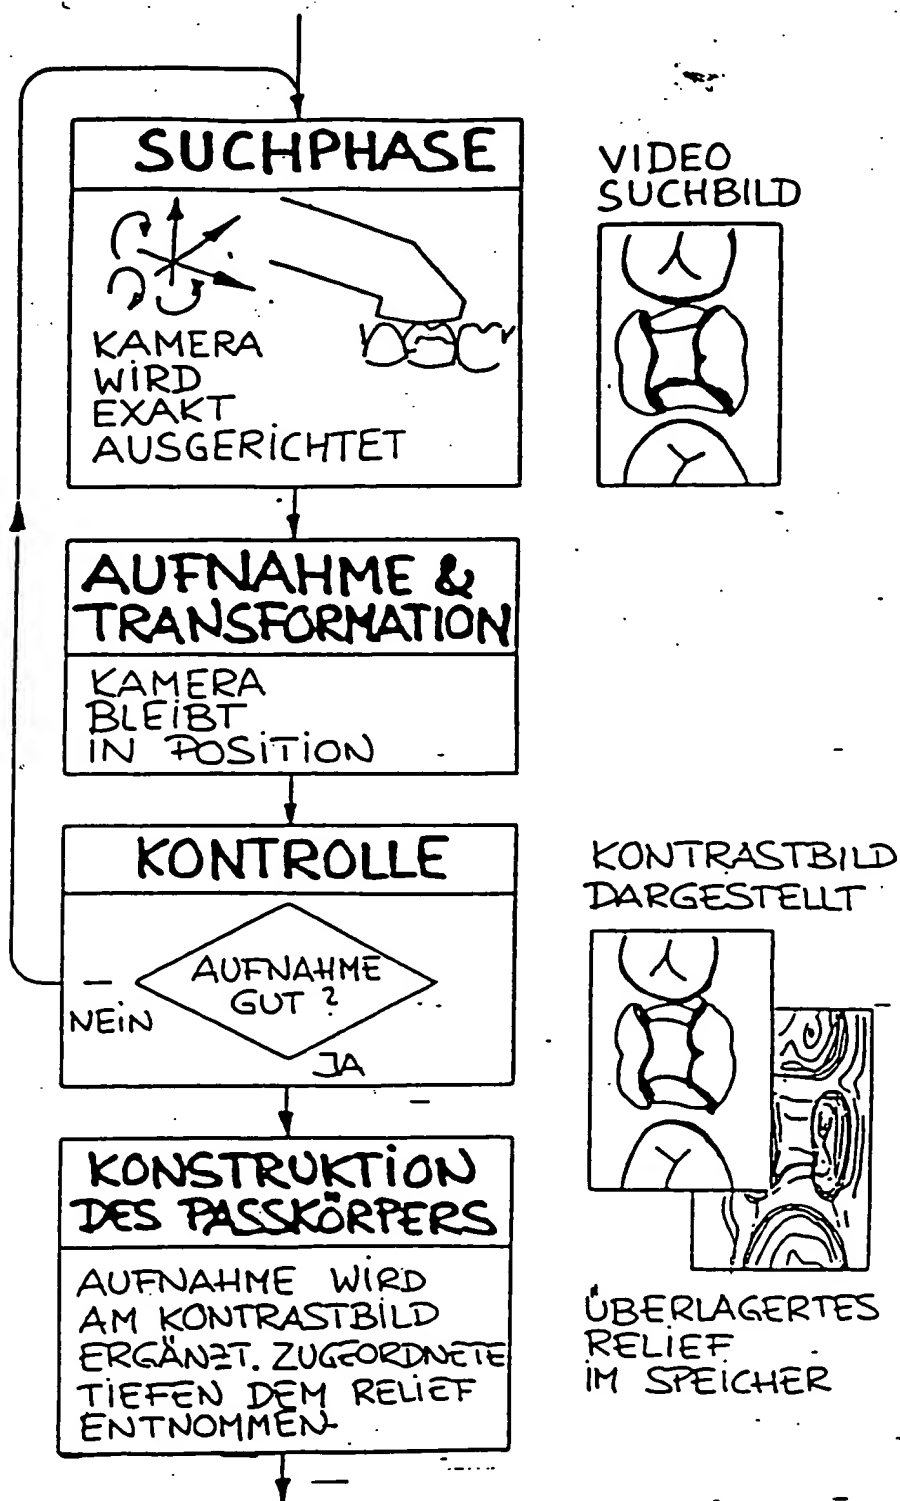 SUCHPHASE
KAMERA
WIRD
EXAKT
AUSGERICHTET
VIDEO
SUCHBILD
AUFNAHME &
TRANSFORMATION
KAMERA
BLEIBT
IN POSITION
KONTROLLE
AUFNAHME
GUT ?
NEIN
JA
KONTRASTBILD
DARGESTELLT
KONSTRUKTION
DES PASSKÖRPERS
AUFNAHME WIRD
AM KONTRASTBILD
ERGÄNZT. ZUGEORDNETE
TIEFEN DEM RELIEF
ENTNOMMEN
ÜBERLAGERTES
RELIEF
IM SPEICHER